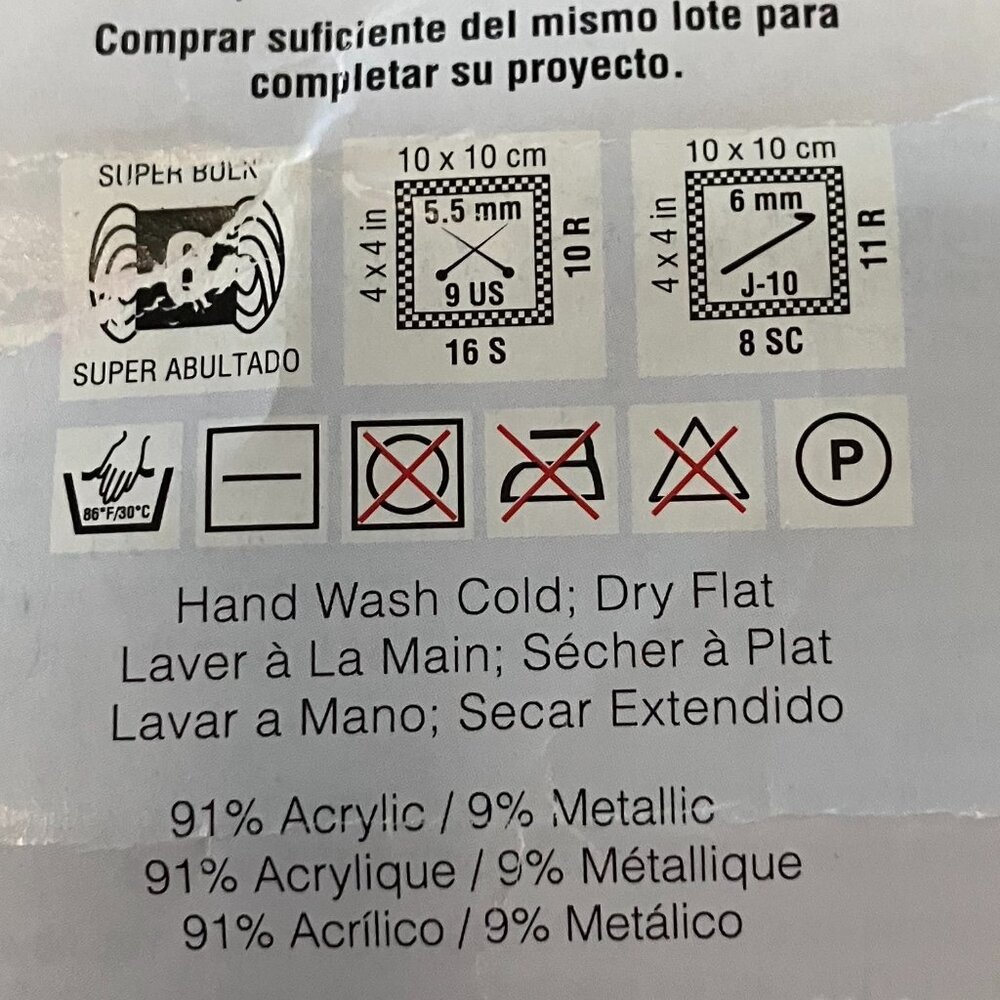 Comprar suficiente del mismo lote para
completar su proyecto.
SUPER BULK
SUPER ABULTADO
10 x 10 cm
4 x 4 in
5.5 mm
9 US
10 R
16 S
10 x 10 cm
4 x 4 in
6 mm
J-10
11 R
8 SC
86°F/30°C
P
Hand Wash Cold; Dry Flat
Laver à La Main; Sécher à Plat
Lavar a Mano; Secar Extendido
91% Acrylic / 9% Metallic
91% Acrylique / 9% Métallique
91% Acrílico / 9% Metálico